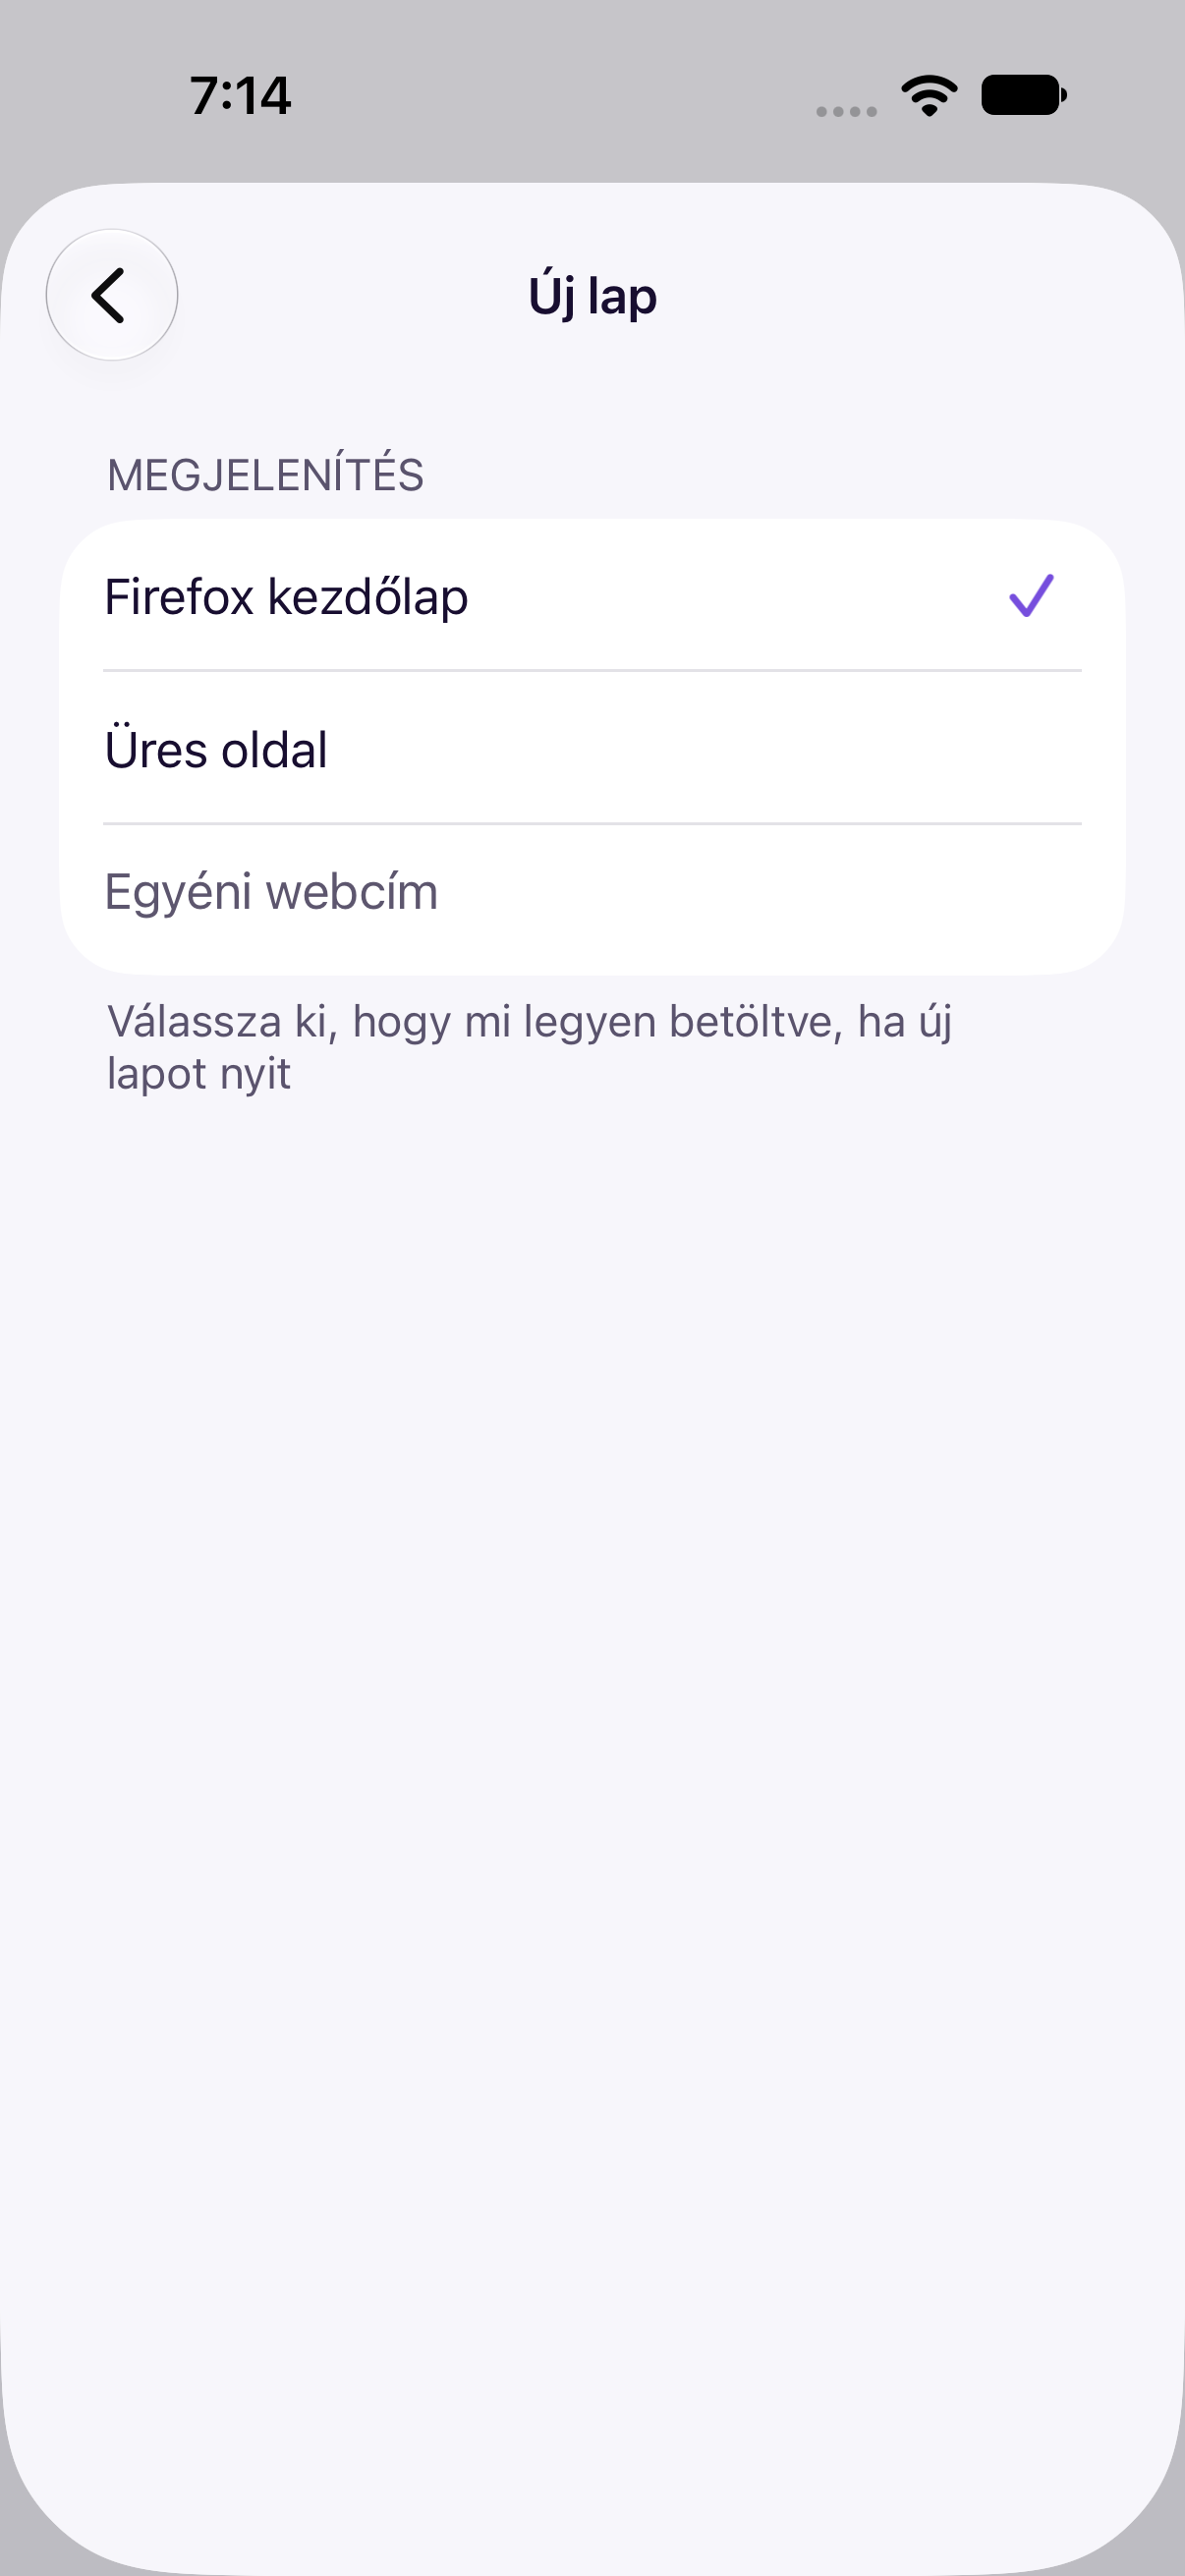 7:14
Új lap
MEGJELENÍTÉS
Firefox kezdőlap
Üres oldal
Egyéni webcím
Válassza ki, hogy mi legyen betöltve, ha új
lapot nyit